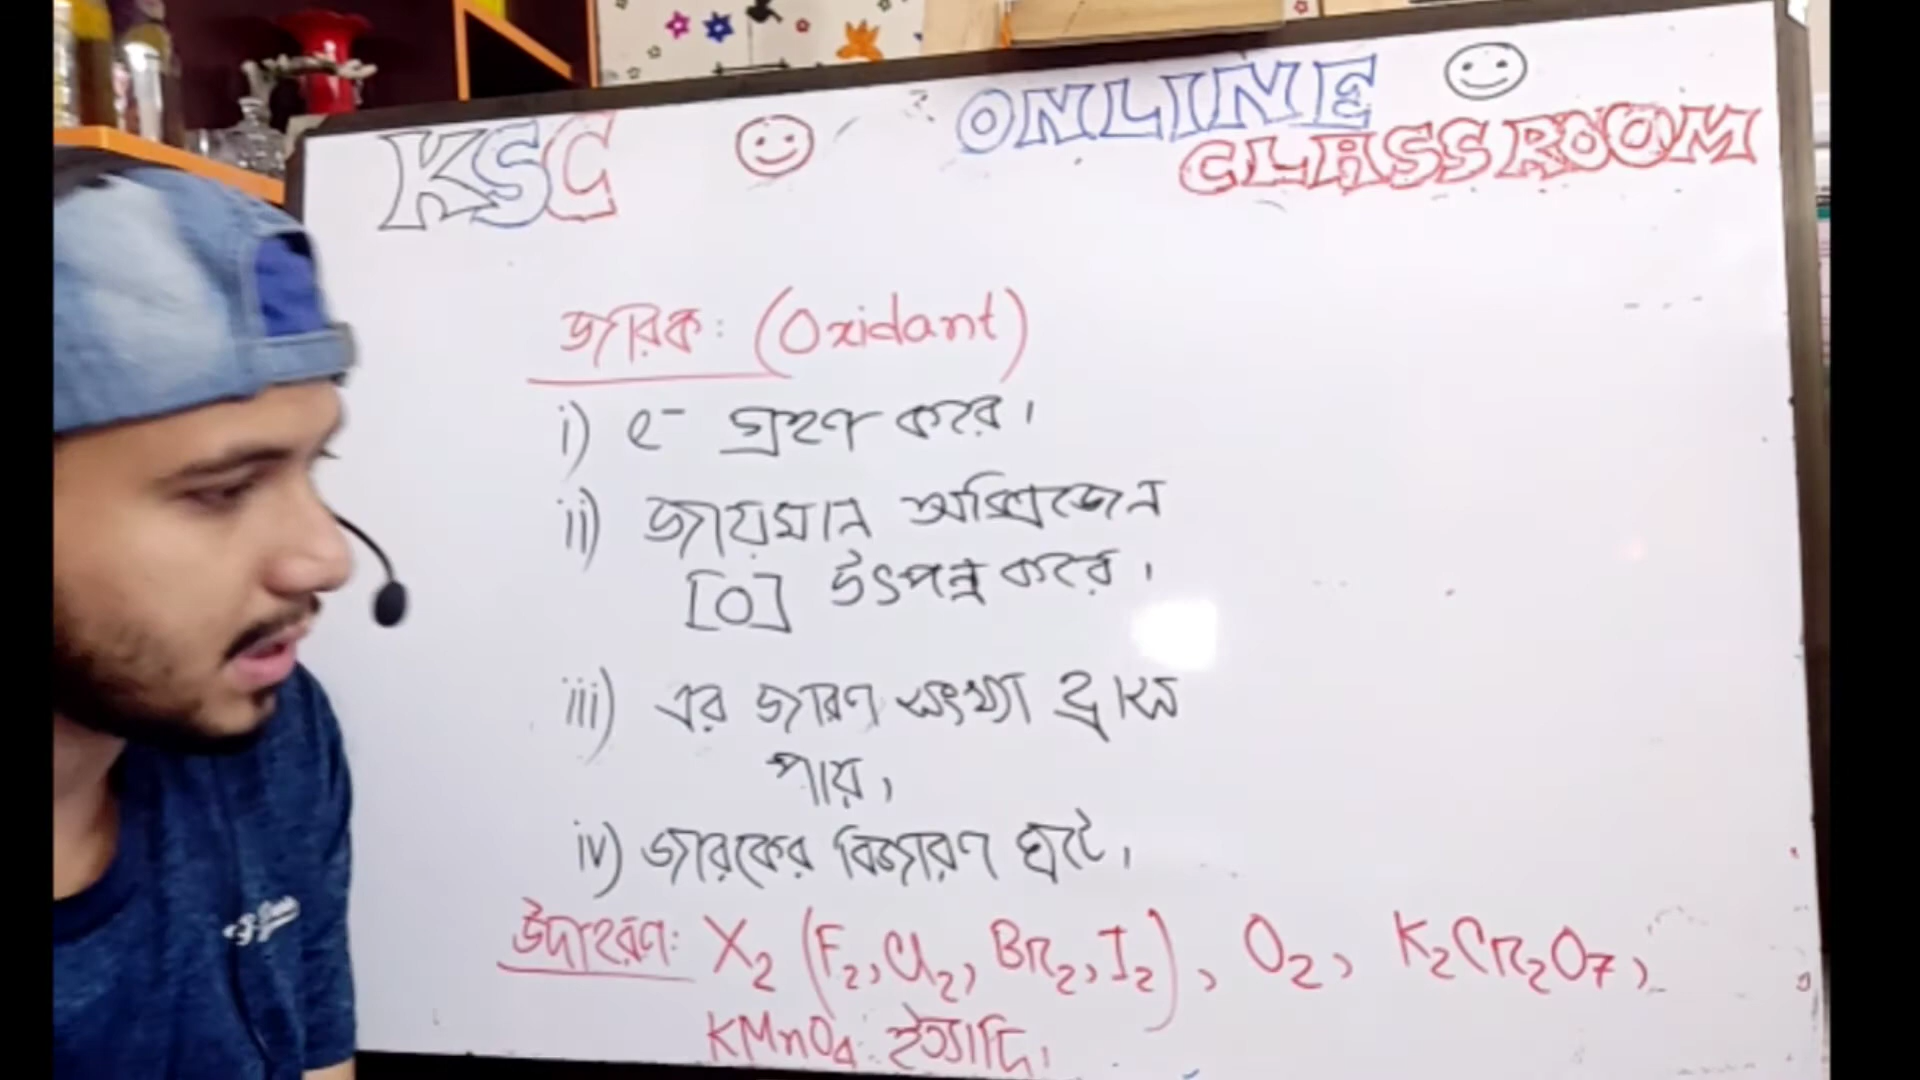 KSC ONLINE
CLASSROOM
জারক: (Oxidant)
i) e⁻ গ্রহণ করে।
ii) জায়মান অক্সিজেন
[O] উৎপন্ন করে।
iii) এর জারণ সংখ্যা হ্রাস
পায়।
iv) জারকের বিজারণ ঘটে।
উদাহরণ: X₂ (F₂, Cl₂, Br₂, I₂), O₂, K₂Cr₂O₇,
KMnO₄ ইত্যাদি।